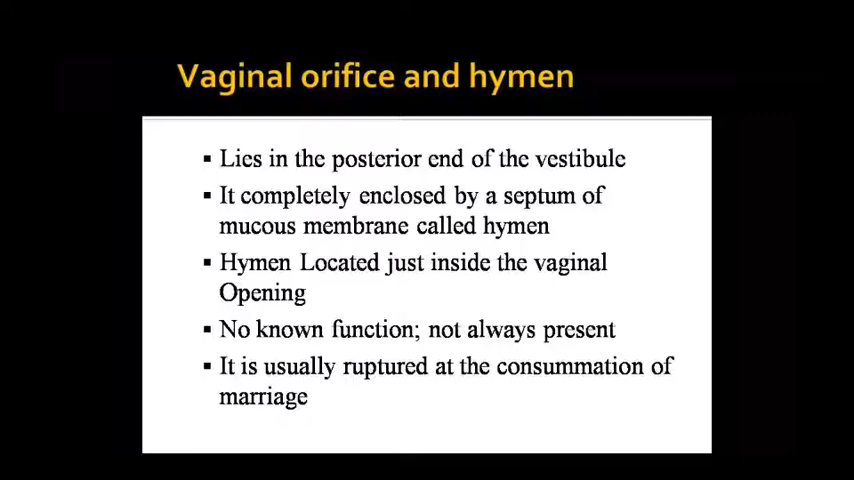 Vaginal orifice and hymen
▪ Lies in the posterior end of the vestibule
▪ It completely enclosed by a septum of
mucous membrane called hymen
▪ Hymen Located just inside the vaginal
Opening
▪ No known function; not always present
▪ It is usually ruptured at the consummation of
marriage